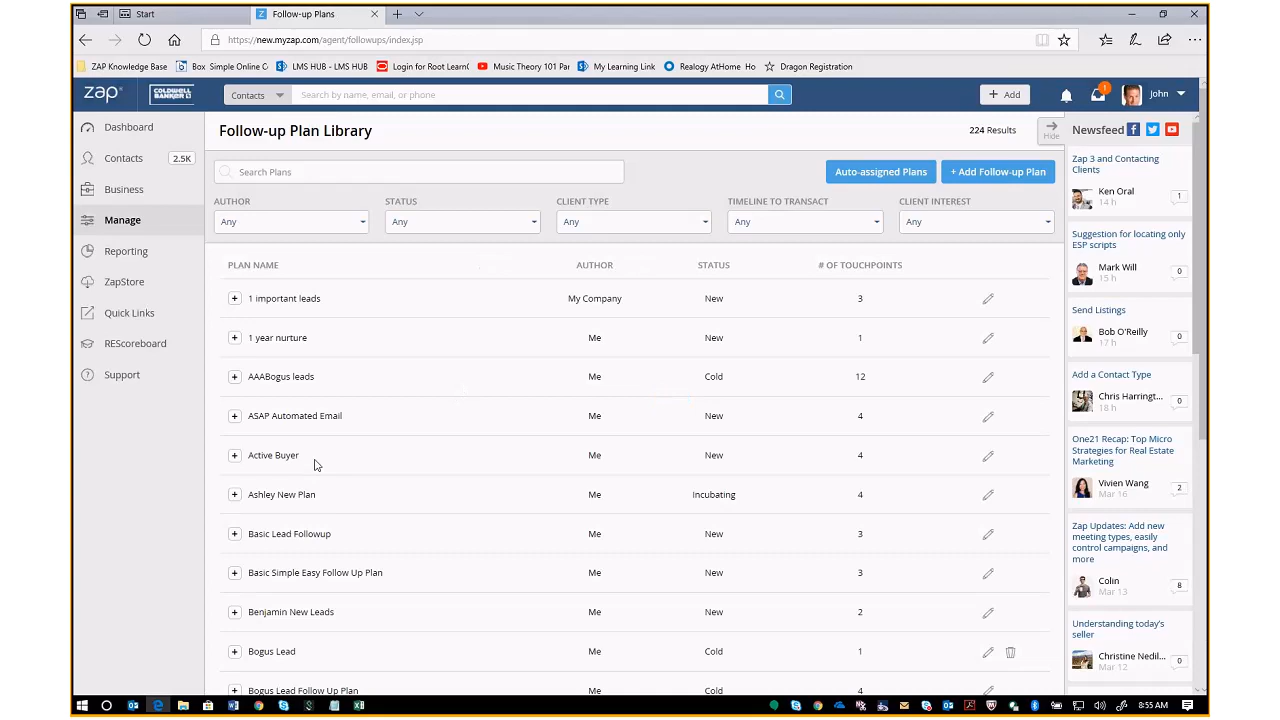 Start
Follow-up Plans
https://new.myzap.com/agent/followups/index.jsp
ZAP Knowledge Base
Box Simple Online C
LMS HUB - LMS HUB
Login for Root Learn
Music Theory 101 Par
My Learning Link
Realogy AtHome Ho
Dragon Registration
zap
COLDWELL BANKER
Contacts
Search by name, email, or phone
+ Add
1
John
Dashboard
Contacts 2.5K
Business
Manage
Reporting
ZapStore
Quick Links
REScoreboard
Support
Follow-up Plan Library
224 Results
Hide
Search Plans
Auto-assigned Plans
+ Add Follow-up Plan
AUTHOR STATUS CLIENT TYPE TIMELINE TO TRANSACT CLIENT INTEREST
Any Any Any Any Any
PLAN NAME AUTHOR STATUS # OF TOUCHPOINTS
1 important leads My Company New 3
1 year nurture Me New 1
AAABogus leads Me Cold 12
ASAP Automated Email Me New 4
Active Buyer Me New 4
Ashley New Plan Me Incubating 4
Basic Lead Followup Me New 3
Basic Simple Easy Follow Up Plan Me New 3
Benjamin New Leads Me New 2
Bogus Lead Me Cold 1
Bogus Lead Follow Up Plan Me Cold 4
Newsfeed
Zap 3 and Contacting
Clients
Ken Oral 1
14 h
Suggestion for locating only
ESP scripts
Mark Will 0
15 h
Send Listings
Bob O'Reilly 0
17 h
Add a Contact Type
Chris Harringt... 0
18 h
One21 Recap: Top Micro
Strategies for Real Estate
Marketing
Vivien Wang 2
Mar 16
Zap Updates: Add new
meeting types, easily
control campaigns, and
more
Colin 8
Mar 13
Understanding today's
seller
Christine Nedil... 0
Mar 12
8:55 AM